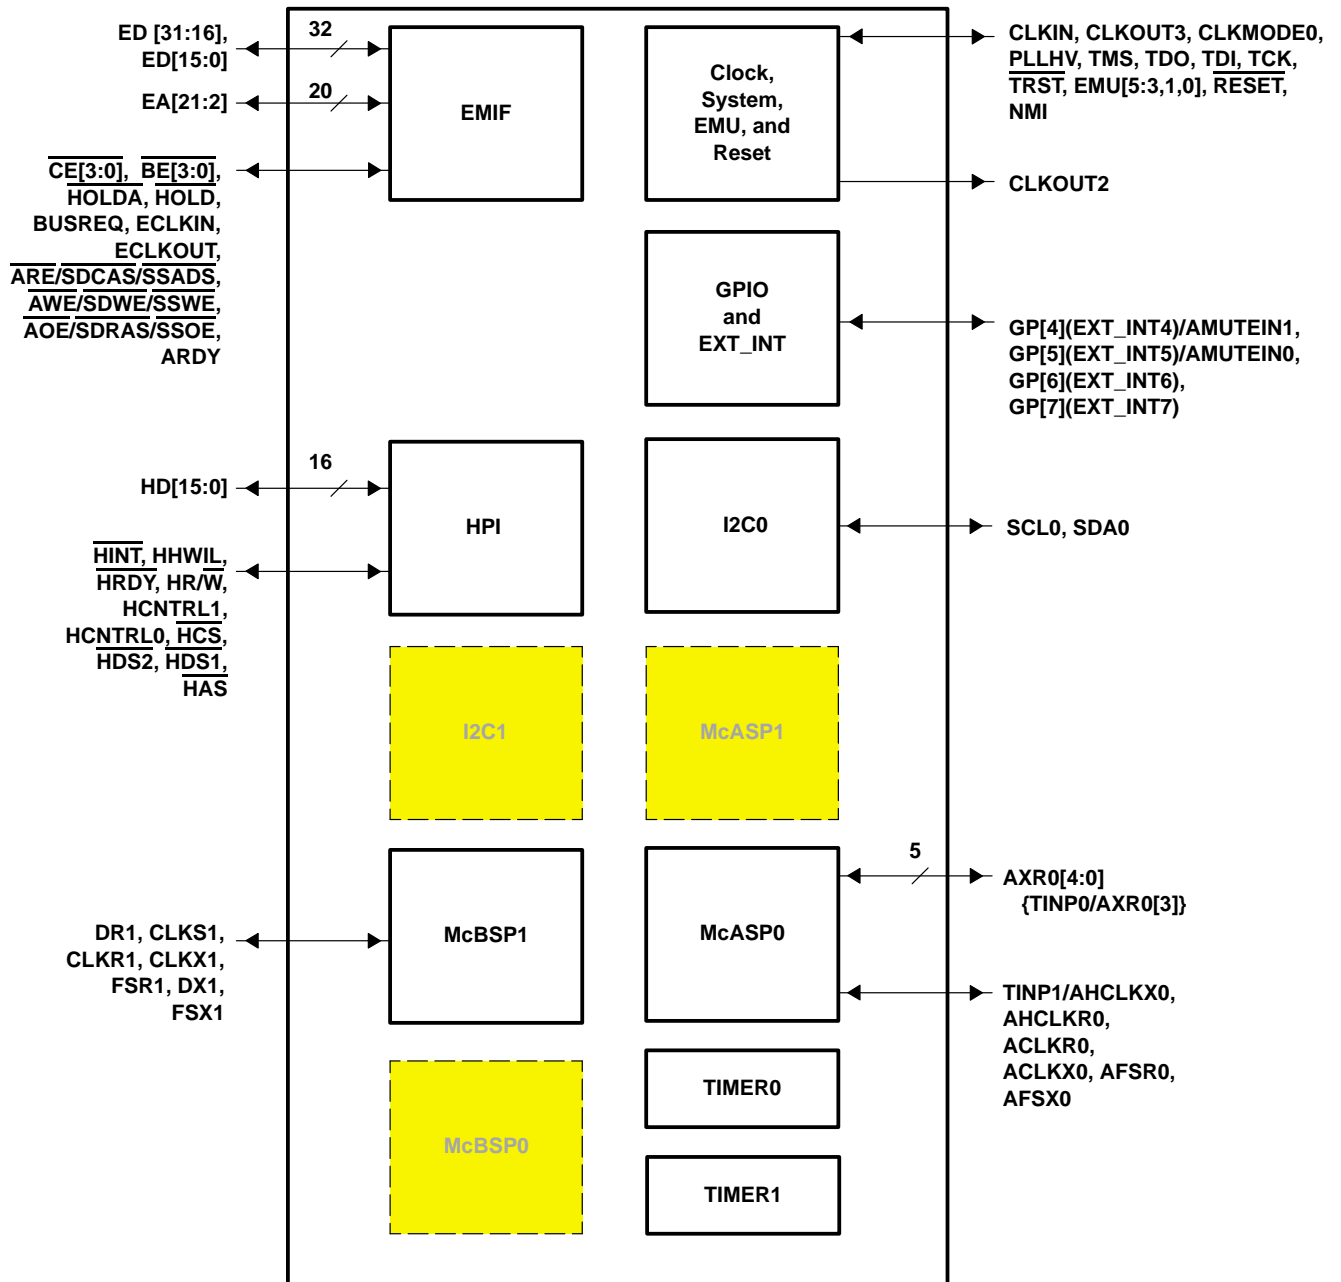 ED [31:16],
ED[15:0]
32
EA[21:2]
20
EMIF
CE[3:0], BE[3:0],
HOLDA, HOLD,
BUSREQ, ECLKIN,
ECLKOUT,
ARE/SDCAS/SSADS,
AWE/SDWE/SSWE,
AOE/SDRAS/SSOE,
ARDY
Clock,
System,
EMU, and
Reset
CLKIN, CLKOUT3, CLKMODE0,
PLLHV, TMS, TDO, TDI, TCK,
TRST, EMU[5:3,1,0], RESET,
NMI
CLKOUT2
GPIO
and
EXT_INT
GP[4](EXT_INT4)/AMUTEIN1,
GP[5](EXT_INT5)/AMUTEIN0,
GP[6](EXT_INT6),
GP[7](EXT_INT7)
HD[15:0]
16
HPI
HINT, HHWIL,
HRDY, HR/W,
HCNTRL1,
HCNTRL0, HCS,
HDS2, HDS1,
HAS
I2C0
SCL0, SDA0
I2C1
McASP1
DR1, CLKS1,
CLKR1, CLKX1,
FSR1, DX1,
FSX1
McBSP1
McASP0
5
AXR0[4:0]
{TINP0/AXR0[3]}
TINP1/AHCLKX0,
AHCLKR0,
ACLKR0,
ACLKX0, AFSR0,
AFSX0
McBSP0
TIMER0
TIMER1